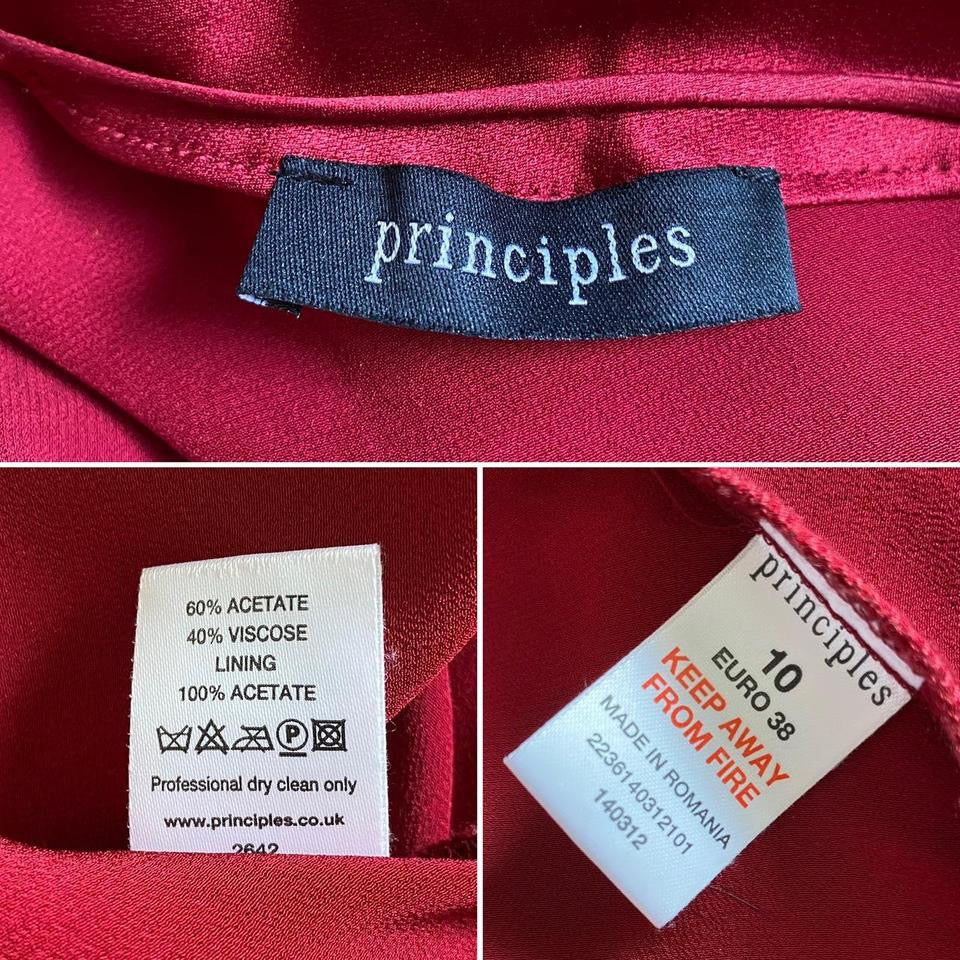 principles
60% ACETATE
40% VISCOSE
LINING
100% ACETATE
P
Professional dry clean only
www.principles.co.uk
2642
principles
10
EURO 38
KEEP AWAY
FROM FIRE
MADE IN ROMANIA
2236140312101
140312